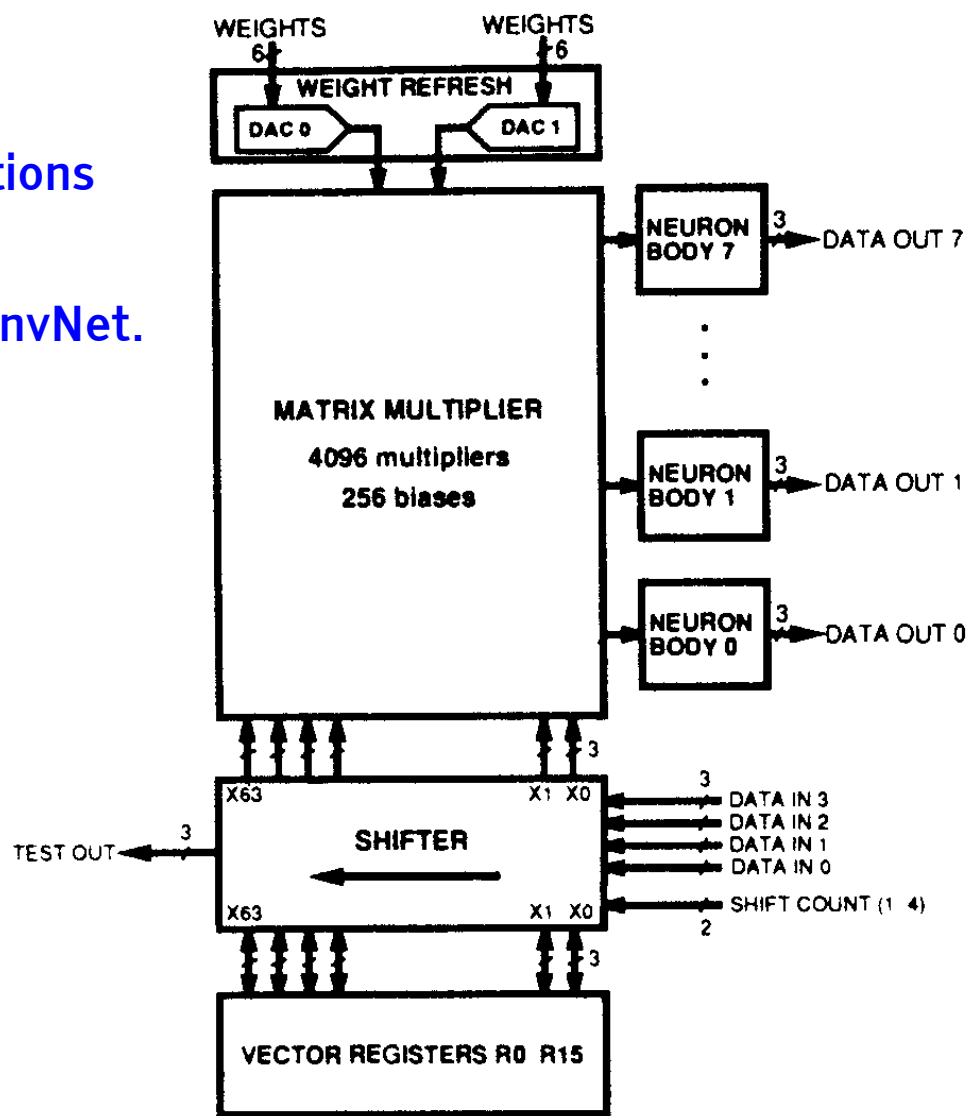 WEIGHTS WEIGHTS
6 6
WEIGHT REFRESH
DAC 0 DAC 1
tions
nvNet.
MATRIX MULTIPLIER
4096 multipliers
256 biases
NEURON
BODY 7
3
DATA OUT 7
NEURON
BODY 1
3
DATA OUT 1
NEURON
BODY 0
3
DATA OUT 0
3
X63 X1 X0
SHIFTER
X63 X1 X0
3
TEST OUT
3
DATA IN 3
DATA IN 2
DATA IN 1
DATA IN 0
SHIFT COUNT (1 4)
2
3
VECTOR REGISTERS R0 R15